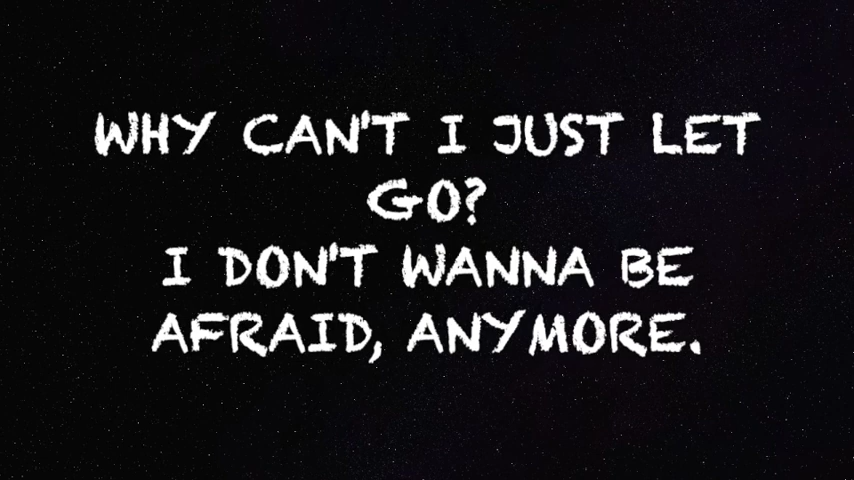 WHY CAN'T I JUST LET
GO?
I DON'T WANNA BE
AFRAID, ANYMORE.